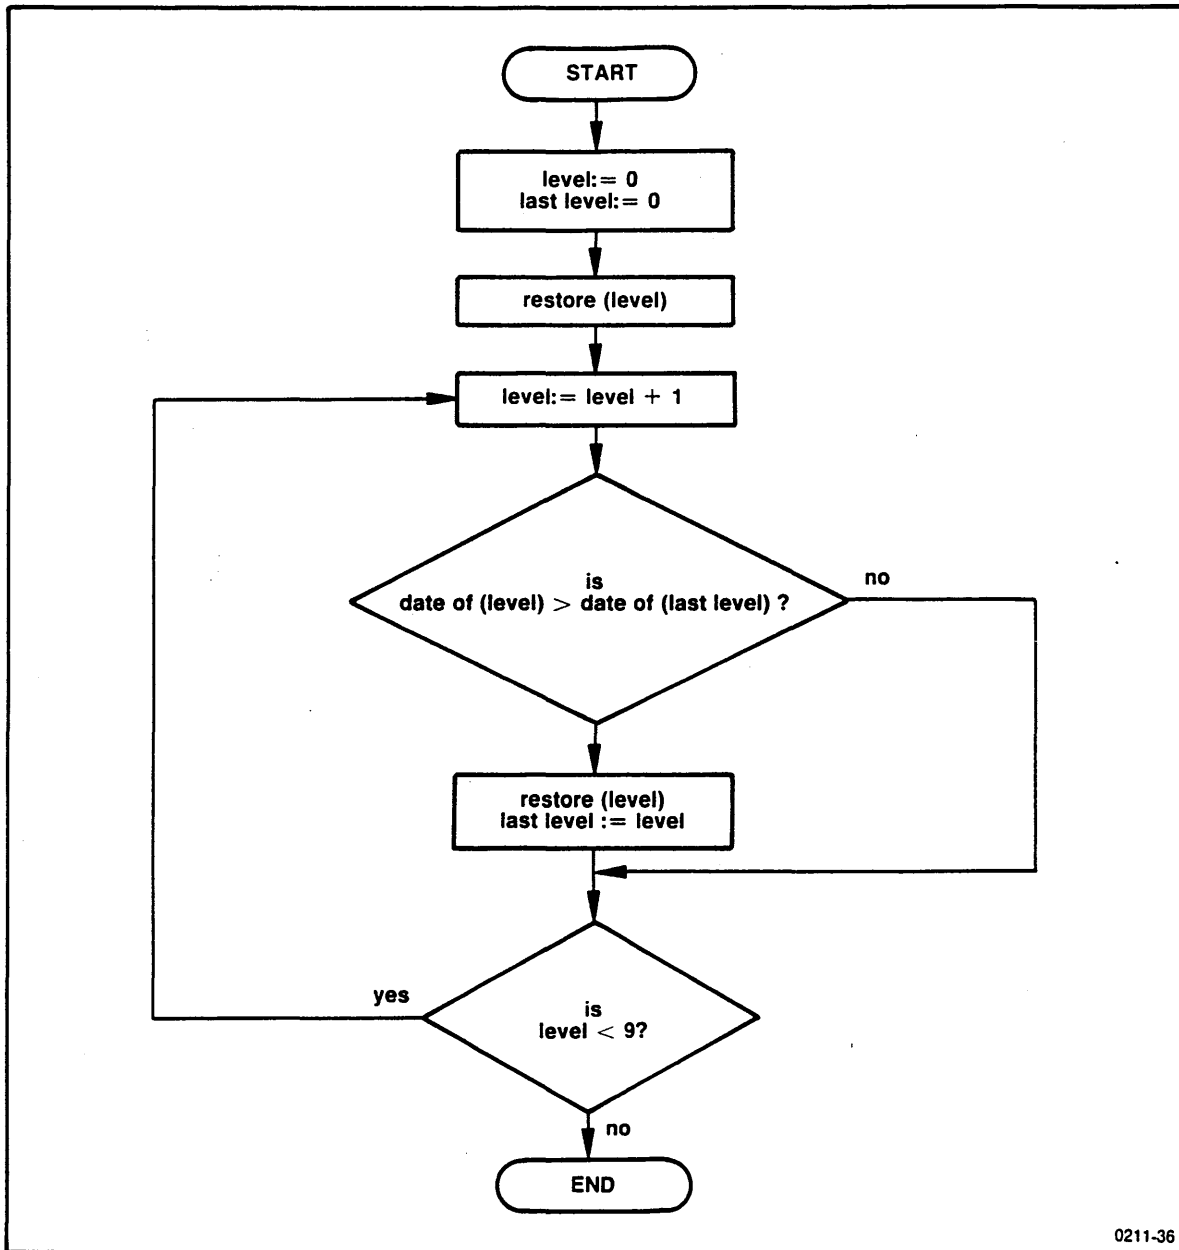 START
level: = 0
last level: = 0
restore (level)
level: = level + 1
is
date of (level) > date of (last level) ?
no
restore (level)
last level := level
yes
is
level < 9?
no
END
0211-36